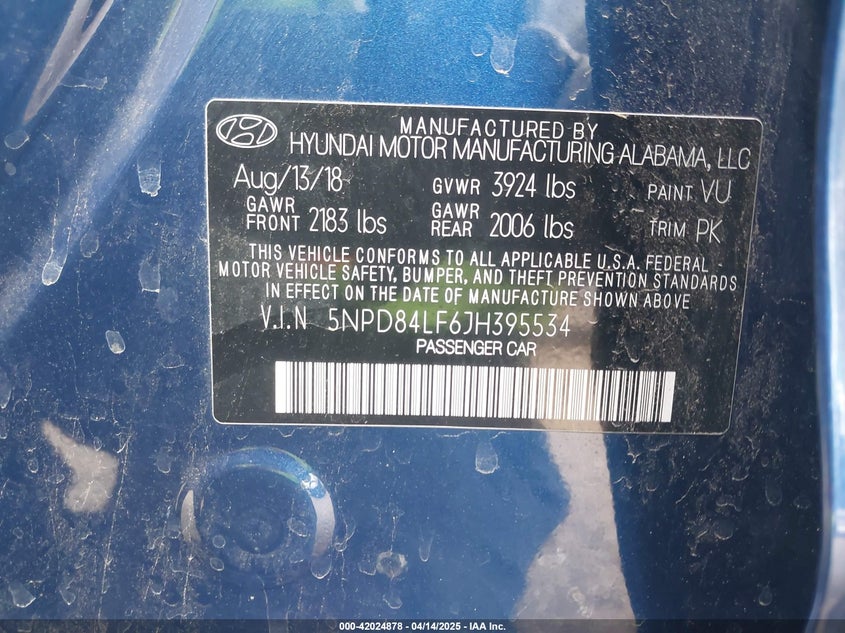 MANUFACTURED BY
HYUNDAI MOTOR MANUFACTURING ALABAMA, LLC
Aug/13/18 GVWR 3924 lbs PAINT VU
GAWR FRONT 2183 lbs GAWR REAR 2006 lbs TRIM PK
THIS VEHICLE CONFORMS TO ALL APPLICABLE U.S.A. FEDERAL
MOTOR VEHICLE SAFETY, BUMPER, AND THEFT PREVENTION STANDARDS
IN EFFECT ON THE DATE OF MANUFACTURE SHOWN ABOVE
V.I.N 5NPD84LF6JH395534
PASSENGER CAR
000-42024878 - 04/14/2025 - IAA Inc.